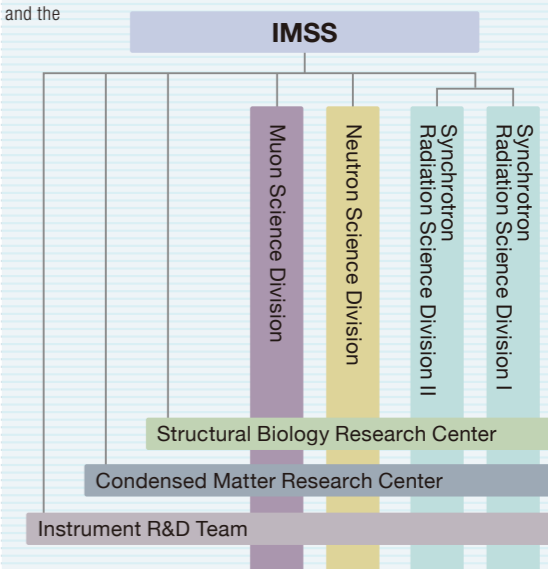 and the
IMSS
Muon Science Division
Neutron Science Division
Synchrotron
Radiation Science Division II
Synchrotron
Radiation Science Division I
Structural Biology Research Center
Condensed Matter Research Center
Instrument R&D Team